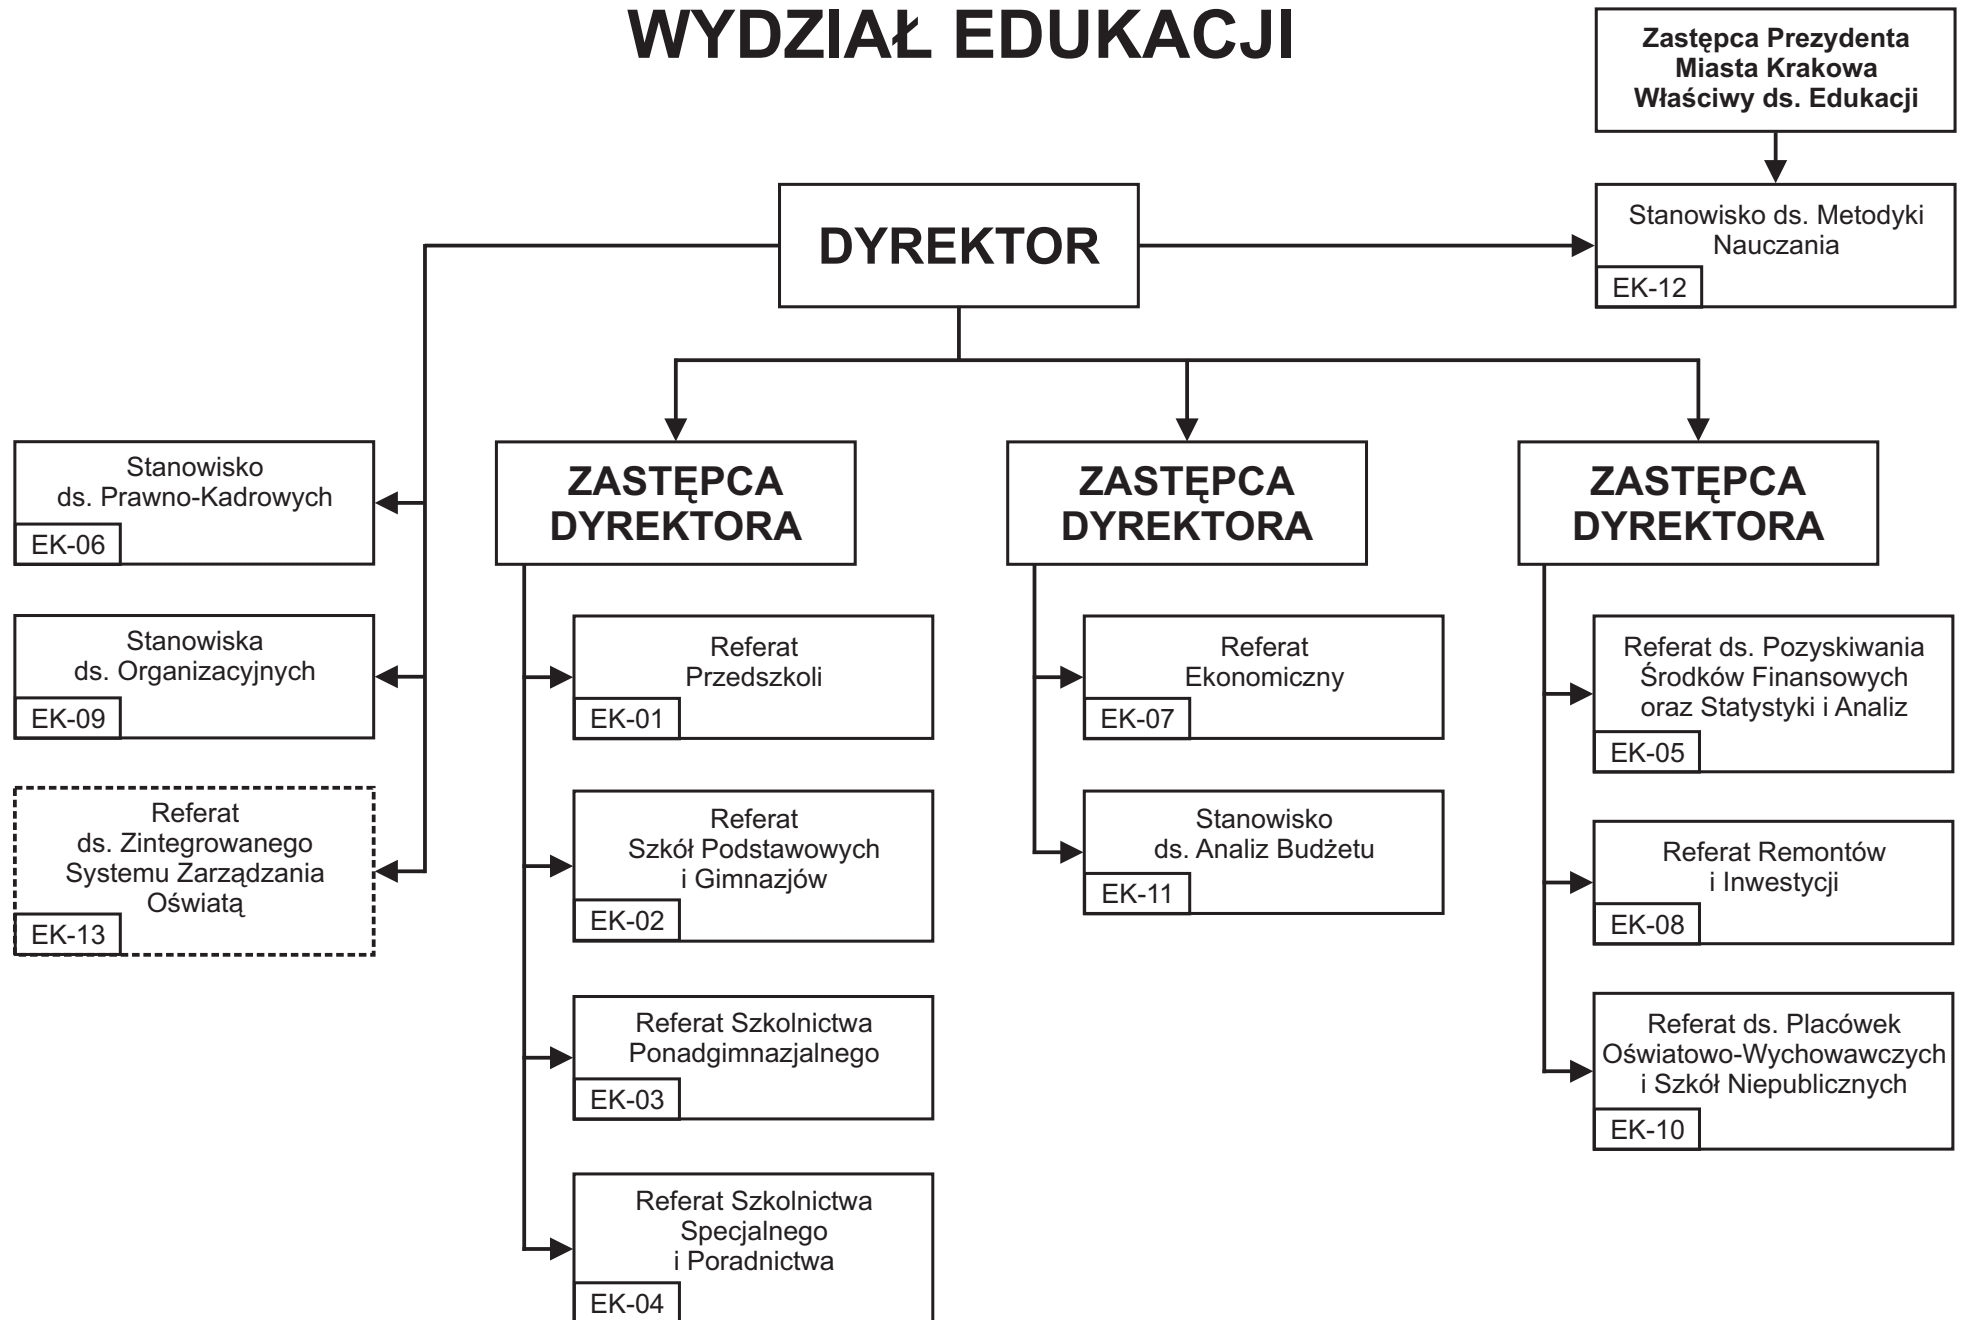 WYDZIAŁ EDUKACJI
Zastępca Prezydenta
Miasta Krakowa
Właściwy ds. Edukacji
DYREKTOR
Stanowisko ds. Metodyki
Nauczania
EK-12
Stanowisko
ds. Prawno-Kadrowych
EK-06
Stanowiska
ds. Organizacyjnych
EK-09
Referat
ds. Zintegrowanego
Systemu Zarządzania
Oświatą
EK-13
ZASTĘPCA
DYREKTORA
Referat
Przedszkoli
EK-01
Referat
Szkół Podstawowych
i Gimnazjów
EK-02
Referat Szkolnictwa
Ponadgimnazjalnego
EK-03
Referat Szkolnictwa
Specjalnego
i Poradnictwa
EK-04
ZASTĘPCA
DYREKTORA
Referat
Ekonomiczny
EK-07
Stanowisko
ds. Analiz Budżetu
EK-11
ZASTĘPCA
DYREKTORA
Referat ds. Pozyskiwania
Środków Finansowych
oraz Statystyki i Analiz
EK-05
Referat Remontów
i Inwestycji
EK-08
Referat ds. Placówek
Oświatowo-Wychowawczych
i Szkół Niepublicznych
EK-10